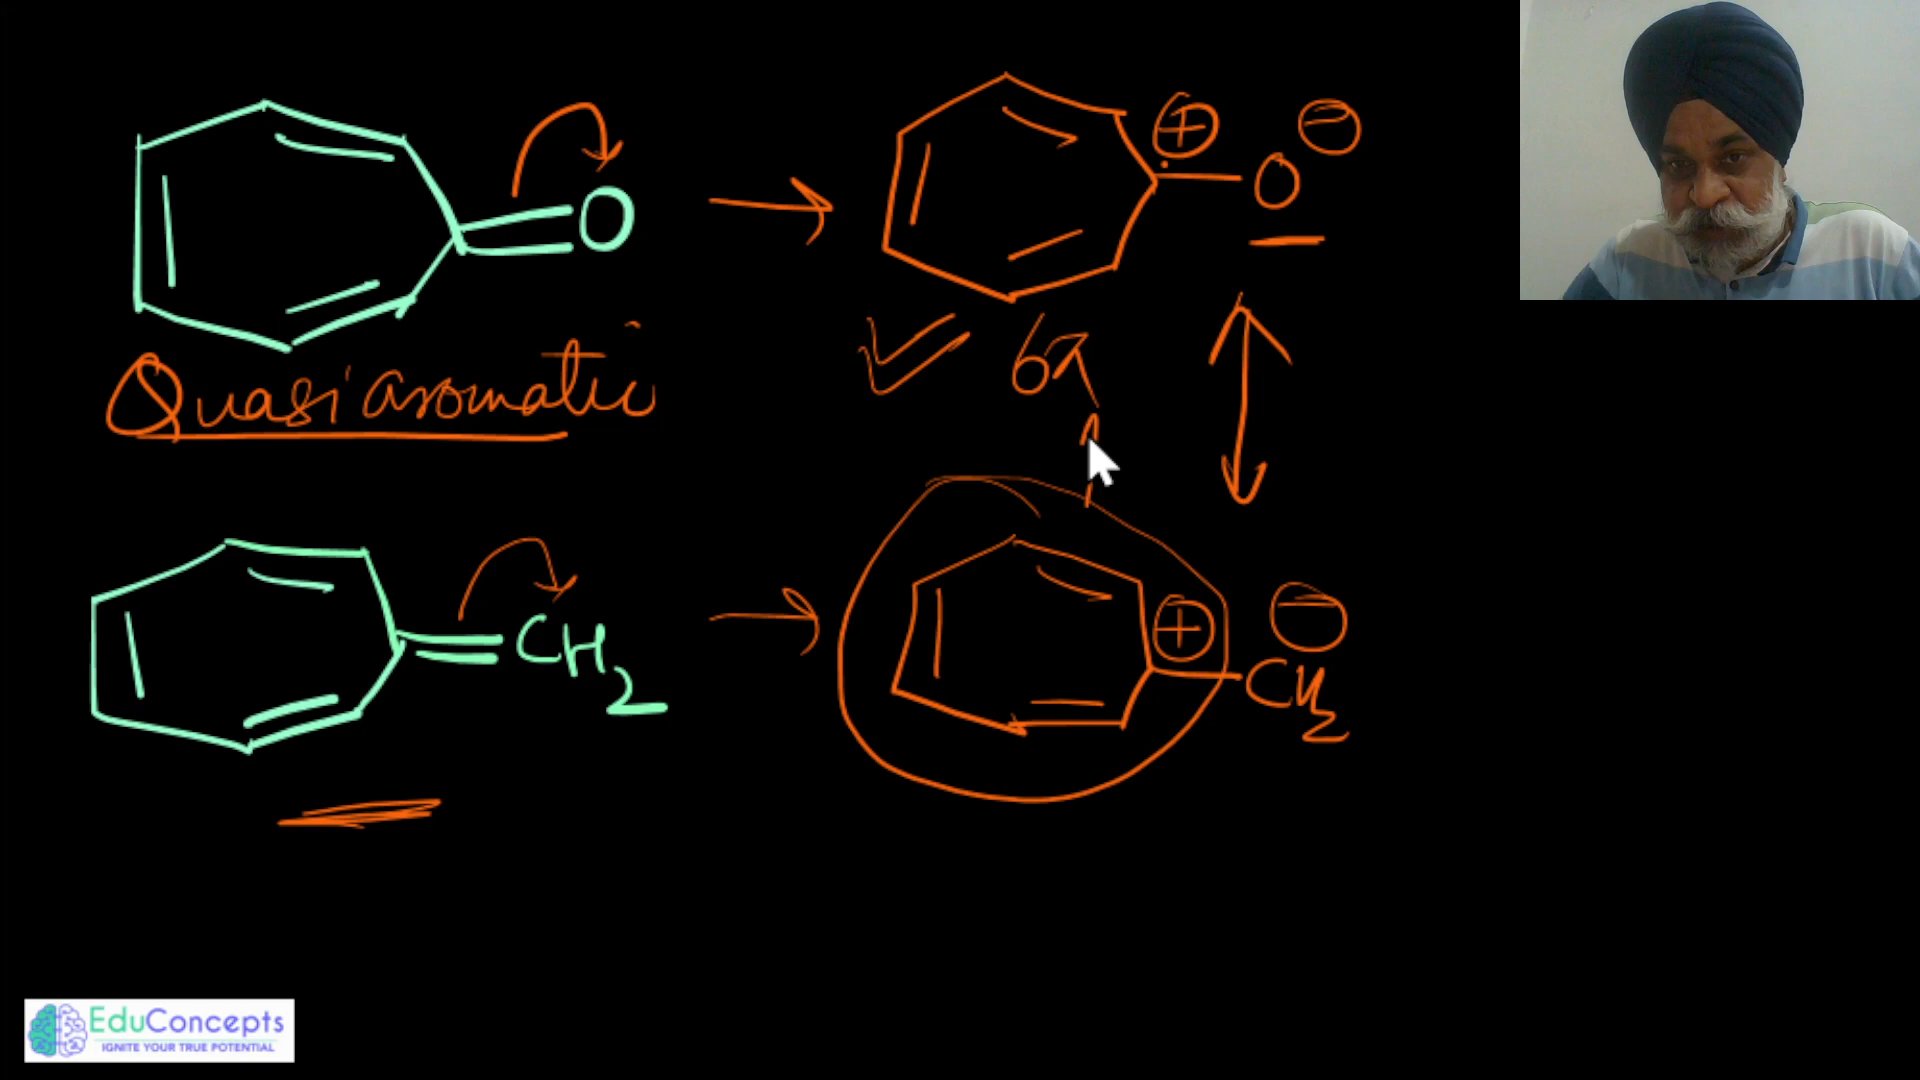 O
⊕
O
⊖
Quasi aromatic
6π
CH2
⊕
⊖
CH2
EduConcepts
IGNITE YOUR TRUE POTENTIAL